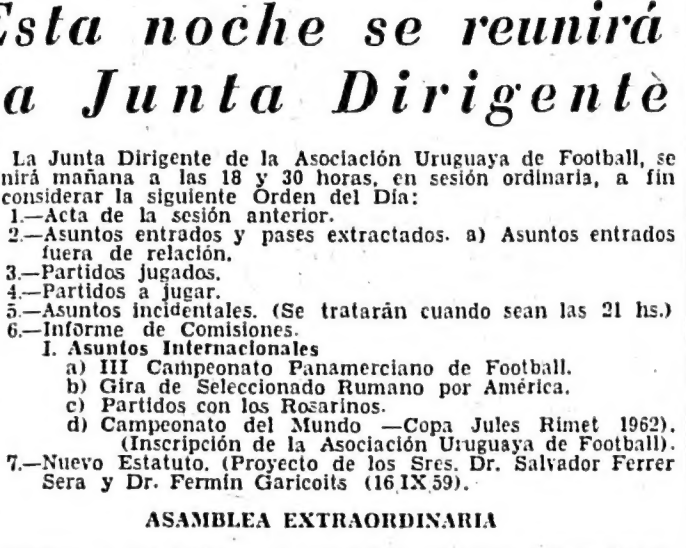 Esta noche se reunirá
a Junta Dirigente
La Junta Dirigente de la Asociación Uruguaya de Football, se
nirá mañana a las 18 y 30 horas, en sesión ordinaria, a fin
considerar la siguiente Orden del Día:
1.—Acta de la sesión anterior.
2.—Asuntos entrados y pases extractados. a) Asuntos entrados
fuera de relación.
3.—Partidos jugados.
4.—Partidos a jugar.
5.—Asuntos incidentales. (Se tratarán cuando sean las 21 hs.)
6.—Informe de Comisiones.
I. Asuntos Internacionales
a) III Campeonato Panamerciano de Football.
b) Gira de Seleccionado Rumano por América.
c) Partidos con los Rosarinos.
d) Campeonato del Mundo —Copa Jules Rimet 1962).
(Inscripción de la Asociación Uruguaya de Football).
7.—Nuevo Estatuto. (Proyecto de los Sres. Dr. Salvador Ferrer
Sera y Dr. Fermín Garicoits (16.IX.59).
ASAMBLEA EXTRAORDINARIA